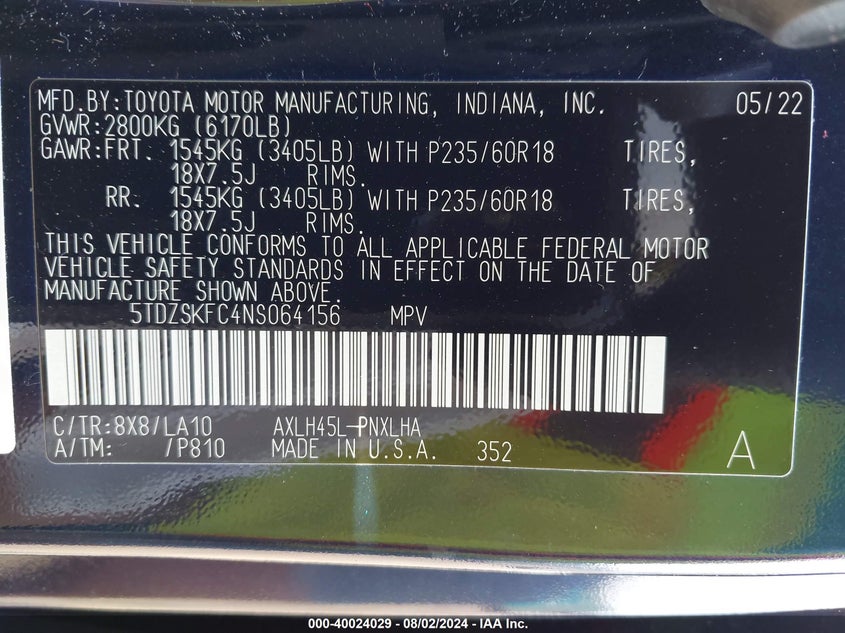 MFD.BY:TOYOTA MOTOR MANUFACTURING, INDIANA, INC. 05/22
GVWR:2800KG (6170LB)
GAWR:FRT. 1545KG (3405LB) WITH P235/60R18 TIRES,
18X7.5J RIMS.
RR. 1545KG (3405LB) WITH P235/60R18 TIRES,
18X7.5J RIMS.
THIS VEHICLE CONFORMS TO ALL APPLICABLE FEDERAL MOTOR
VEHICLE SAFETY STANDARDS IN EFFECT ON THE DATE OF
MANUFACTURE SHOWN ABOVE.
5TDZSKFC4NS064156 MPV
C/TR:8X8/LA10 AXLH45L-PNXLHA
A/TM: /P810 MADE IN U.S.A. 352 A
000-40024029 - 08/02/2024 - IAA Inc.